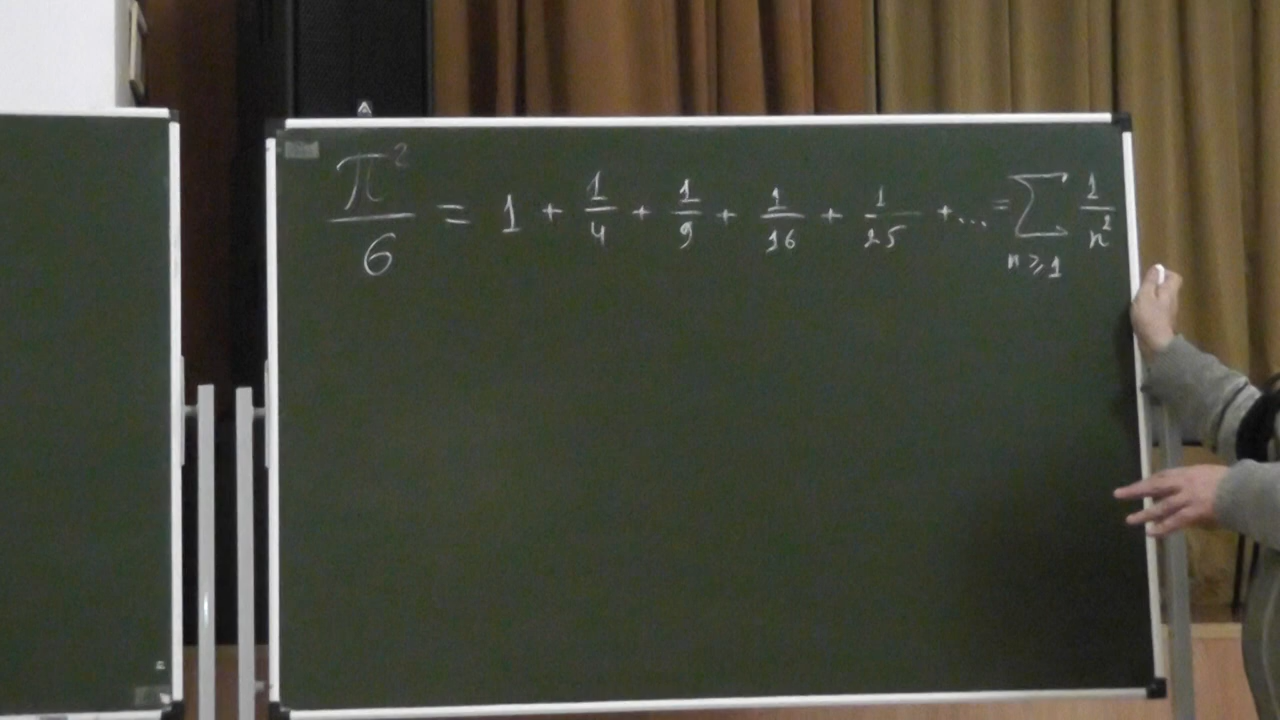 π²/6 = 1 + 1/4 + 1/9 + 1/16 + 1/25 + ... = ∑ n⩾1 1/n²